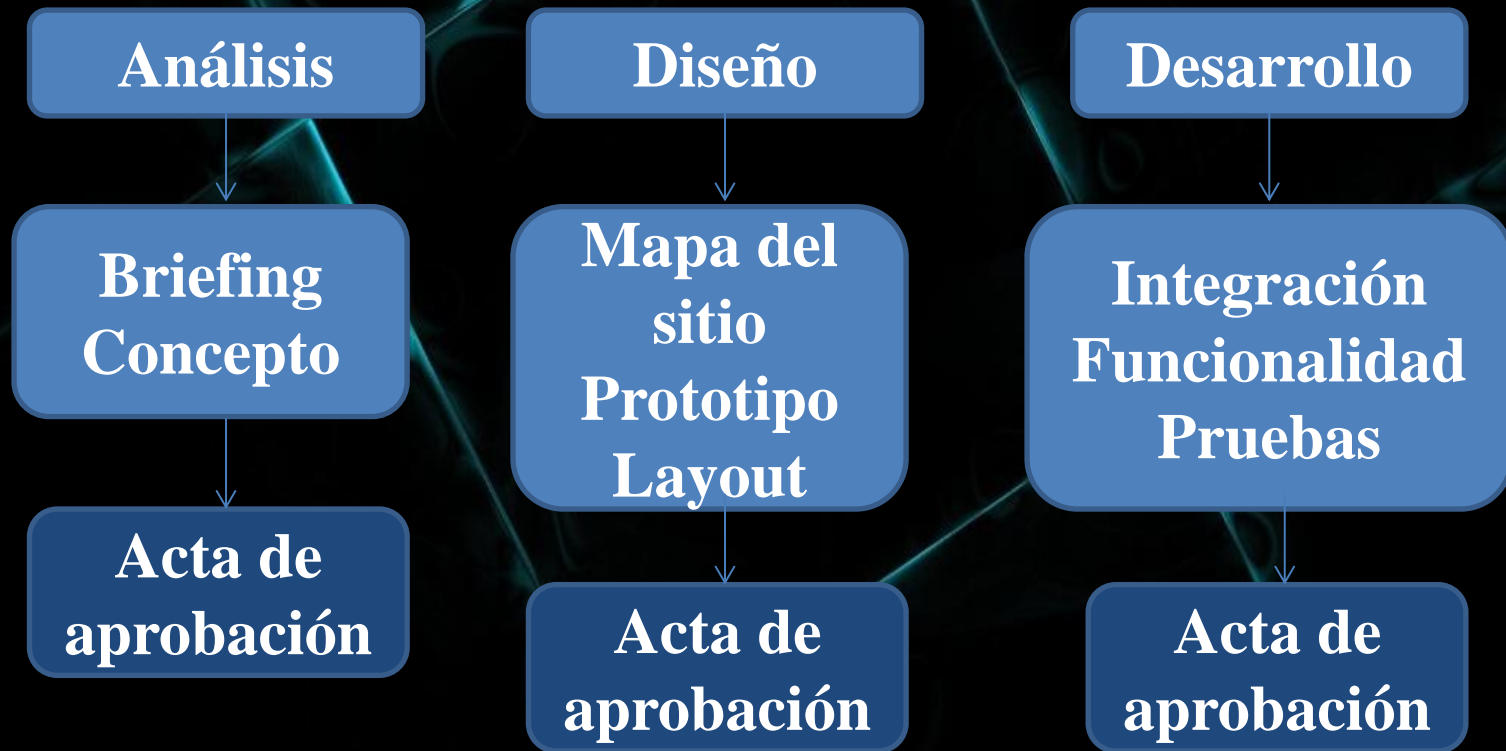 Análisis
Briefing
Concepto
Acta de
aprobación
Diseño
Mapa del
sitio
Prototipo
Layout
Acta de
aprobación
Desarrollo
Integración
Funcionalidad
Pruebas
Acta de
aprobación